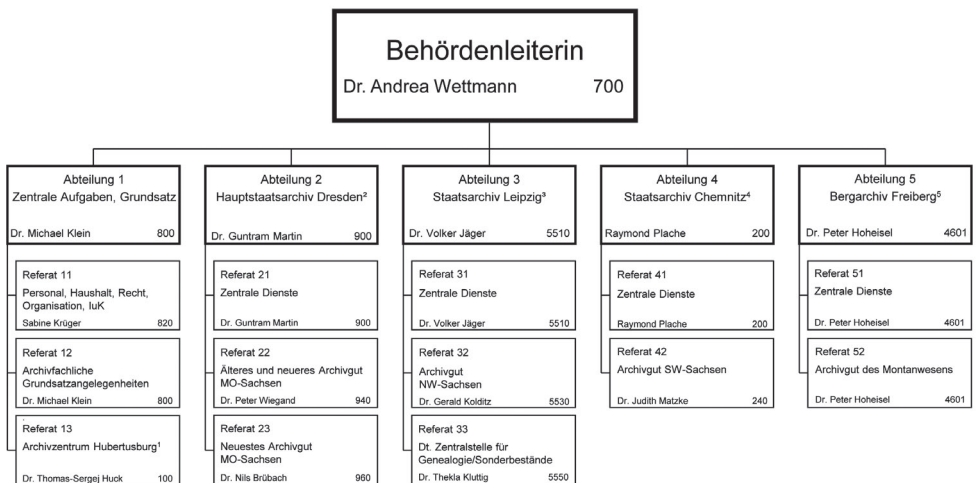 Behördenleiterin
Dr. Andrea Wettmann 700
Abteilung 1
Zentrale Aufgaben, Grundsatz
Dr. Michael Klein 800
Referat 11
Personal, Haushalt, Recht,
Organisation, IuK
Sabine Krüger 820
Referat 12
Archivfachliche
Grundsatzangelegenheiten
Dr. Michael Klein 800
Referat 13
Archivzentrum Hubertusburg¹
Dr. Thomas-Sergej Huck 100
Abteilung 2
Hauptstaatsarchiv Dresden²
Dr. Guntram Martin 900
Referat 21
Zentrale Dienste
Dr. Guntram Martin 900
Referat 22
Älteres und neueres Archivgut
MO-Sachsen
Dr. Peter Wiegand 940
Referat 23
Neuestes Archivgut
MO-Sachsen
Dr. Nils Brübach 960
Abteilung 3
Staatsarchiv Leipzig³
Dr. Volker Jäger 5510
Referat 31
Zentrale Dienste
Dr. Volker Jäger 5510
Referat 32
Archivgut
NW-Sachsen
Dr. Gerald Kolditz 5530
Referat 33
Dt. Zentralstelle für
Genealogie/Sonderbestände
Dr. Thekla Kluttig 5550
Abteilung 4
Staatsarchiv Chemnitz⁴
Raymond Plache 200
Referat 41
Zentrale Dienste
Raymond Plache 200
Referat 42
Archivgut SW-Sachsen
Dr. Judith Matzke 240
Abteilung 5
Bergarchiv Freiberg⁵
Dr. Peter Hoheisel 4601
Referat 51
Zentrale Dienste
Dr. Peter Hoheisel 4601
Referat 52
Archivgut des Montanwesens
Dr. Peter Hoheisel 4601